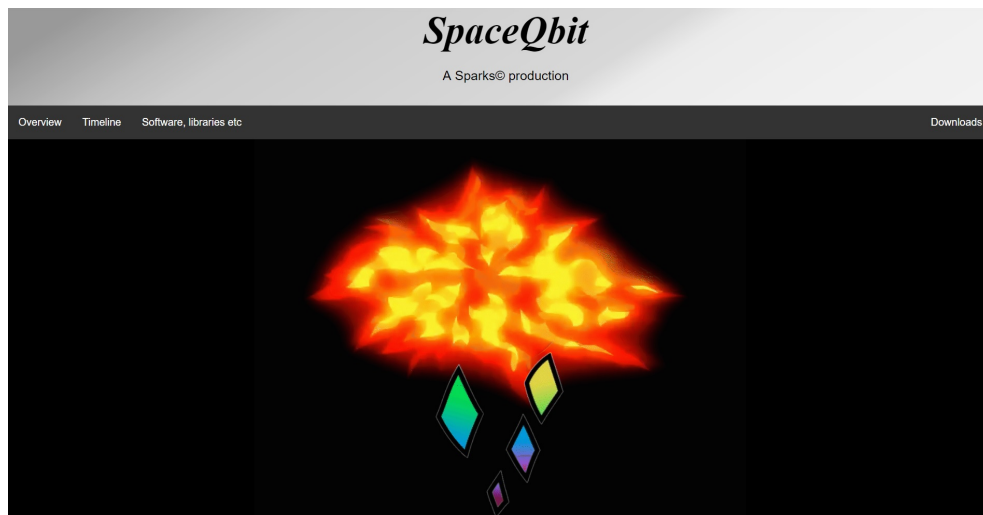 SpaceQbit
A Sparks© production
Overview Timeline Software, libraries etc Downloads